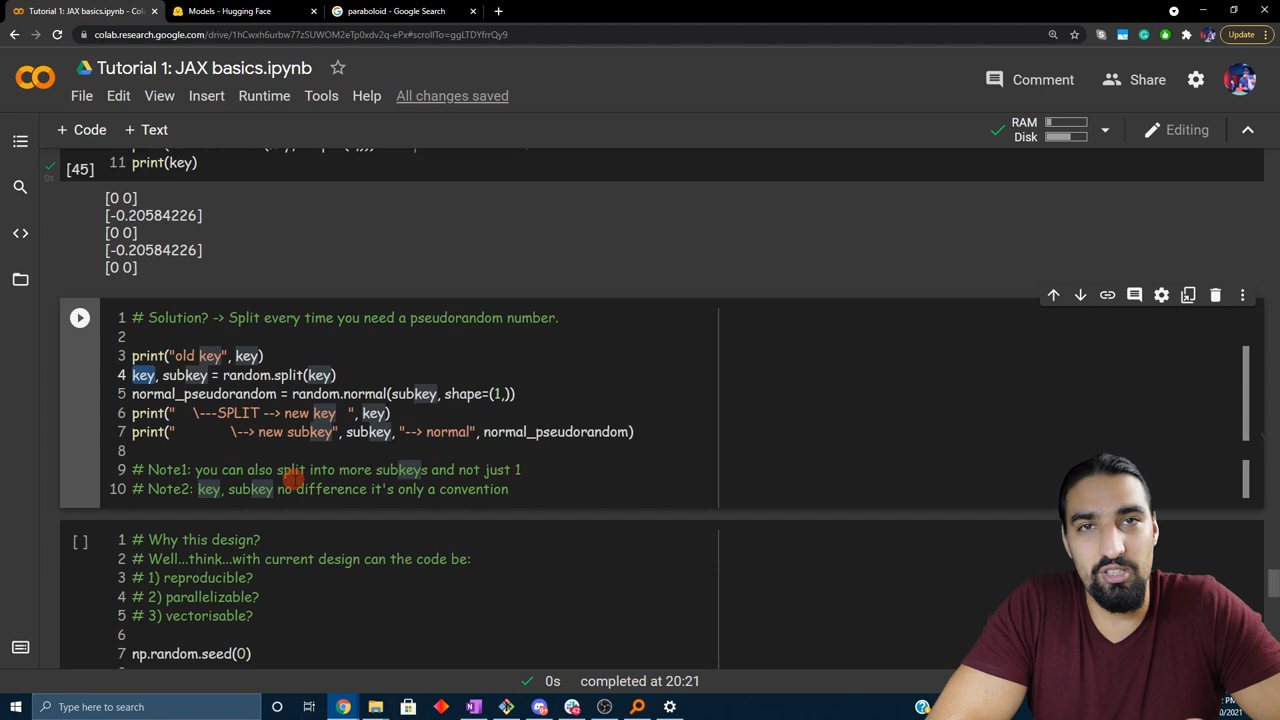 Tutorial 1: JAX basics.ipynb - Col
Models - Hugging Face
paraboloid - Google Search
colab.research.google.com/drive/1hCwxh6urbw77zSUWOM2eTp0xdv2q-ePx#scrollTo=ggLTDYfrrQy9
Update
Tutorial 1: JAX basics.ipynb
Comment
Share
File Edit View Insert Runtime Tools Help All changes saved
+ Code + Text
RAM
Disk
Editing
[45]
0s
11 print(key)
[0 0]
[-0.20584226]
[0 0]
[-0.20584226]
[0 0]
1 # Solution? -> Split every time you need a pseudorandom number.
2
3 print("old key", key)
4 key, subkey = random.split(key)
5 normal_pseudorandom = random.normal(subkey, shape=(1,))
6 print("    \---SPLIT --> new key   ", key)
7 print("             \--> new subkey", subkey, "--> normal", normal_pseudorandom)
8
9 # Note1: you can also split into more subkeys and not just 1
10 # Note2: key, subkey no difference it's only a convention
[ ]
1 # Why this design?
2 # Well...think...with current design can the code be:
3 # 1) reproducible?
4 # 2) parallelizable?
5 # 3) vectorisable?
6
7 np.random.seed(0)
0s completed at 20:21
Type here to search